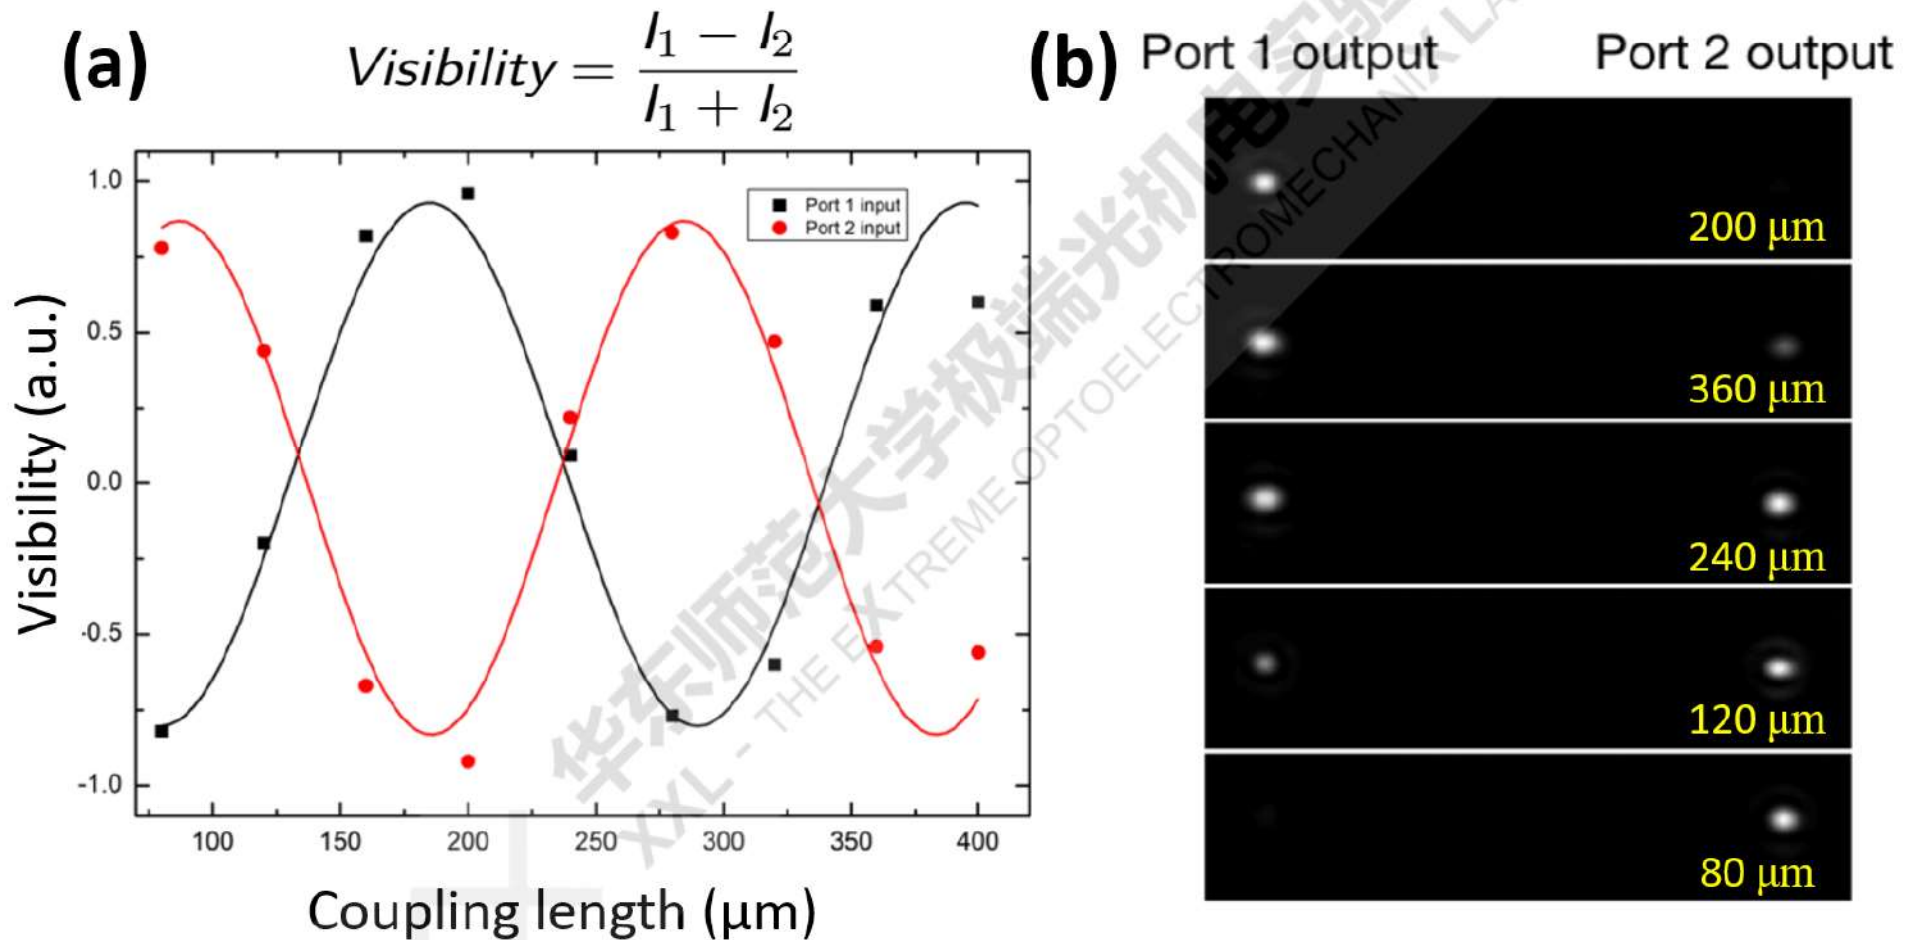 (a)
Visibility = (I1 − I2) / (I1 + I2)
Visibility (a.u.)
1.0
0.5
0.0
-0.5
-1.0
Port 1 input
Port 2 input
100 150 200 250 300 350 400
Coupling length (μm)
(b) Port 1 output Port 2 output
200 μm
360 μm
240 μm
120 μm
80 μm
华东师范大学极端光机电实验
XXL - THE EXTREME OPTOELECTROMECHANIX LA